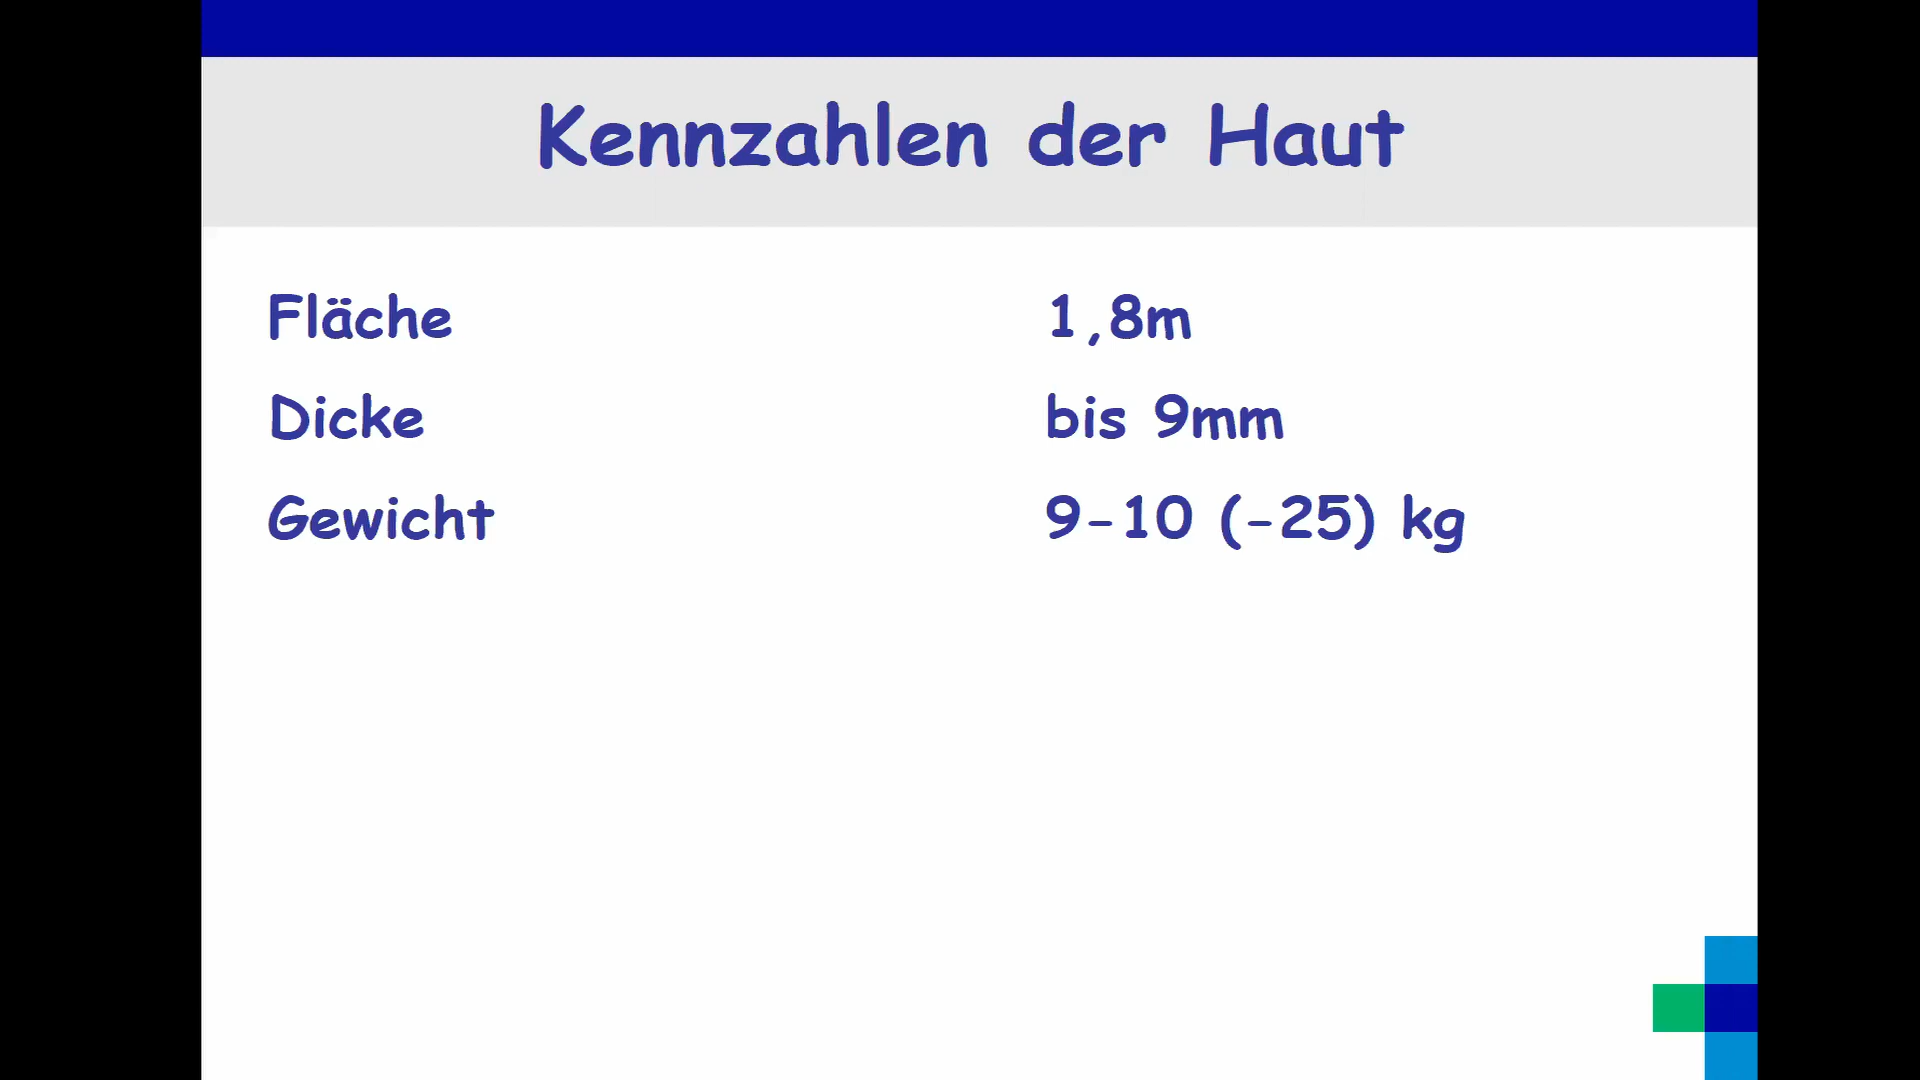 Kennzahlen der Haut
Fläche 1,8m
Dicke bis 9mm
Gewicht 9-10 (-25) kg